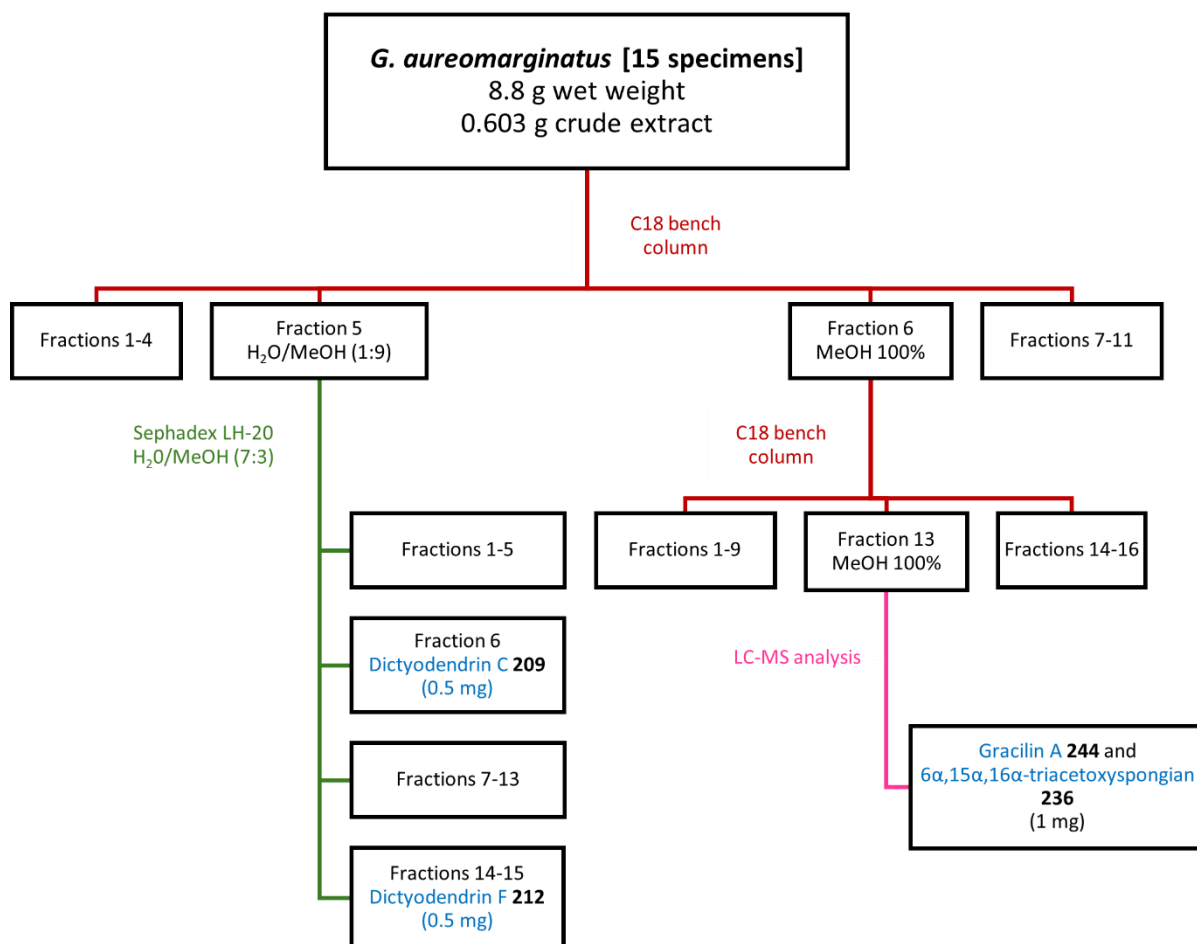 G. aureomarginatus [15 specimens]
8.8 g wet weight
0.603 g crude extract
C18 bench
column
Fractions 1-4
Fraction 5
H₂O/MeOH (1:9)
Fraction 6
MeOH 100%
Fractions 7-11
Sephadex LH-20
H₂0/MeOH (7:3)
C18 bench
column
Fractions 1-5
Fractions 1-9
Fraction 13
MeOH 100%
Fractions 14-16
Fraction 6
Dictyodendrin C 209
(0.5 mg)
LC-MS analysis
Fractions 7-13
Gracilin A 244 and
6α,15α,16α-triacetoxyspongian
236
(1 mg)
Fractions 14-15
Dictyodendrin F 212
(0.5 mg)